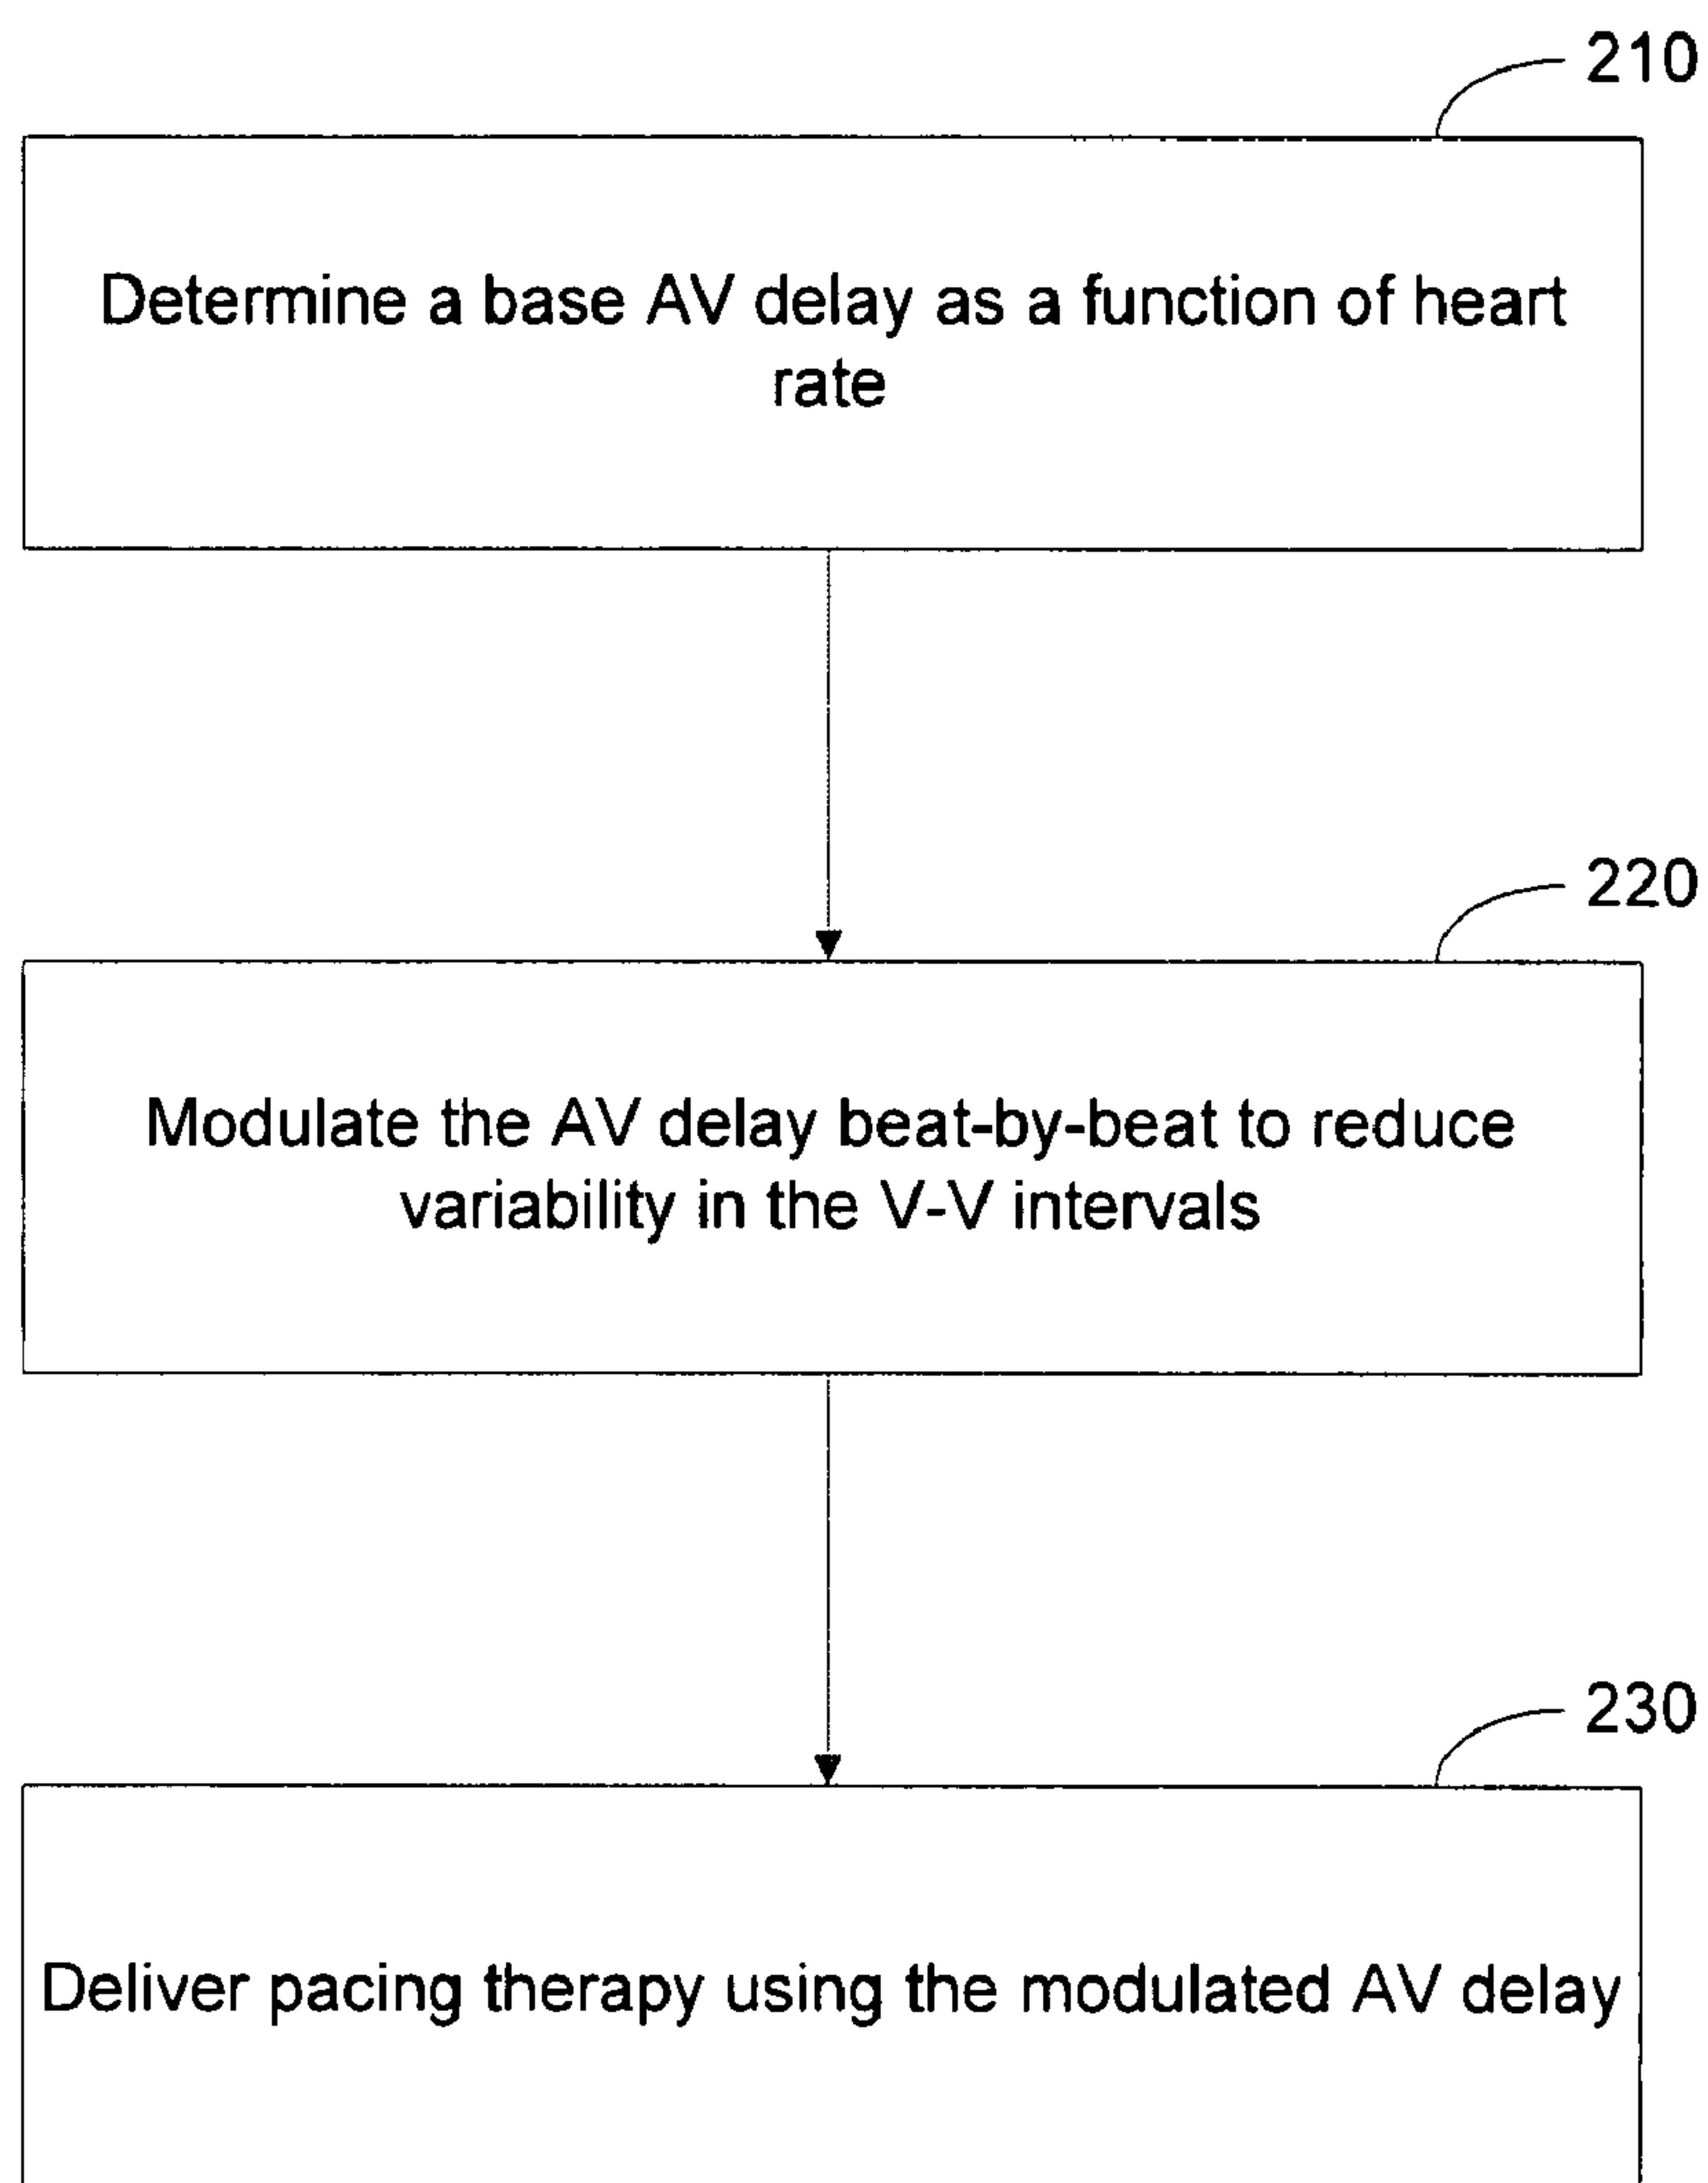 210
Determine a base AV delay as a function of heart
rate
220
Modulate the AV delay beat-by-beat to reduce
variability in the V-V intervals
230
Deliver pacing therapy using the modulated AV delay